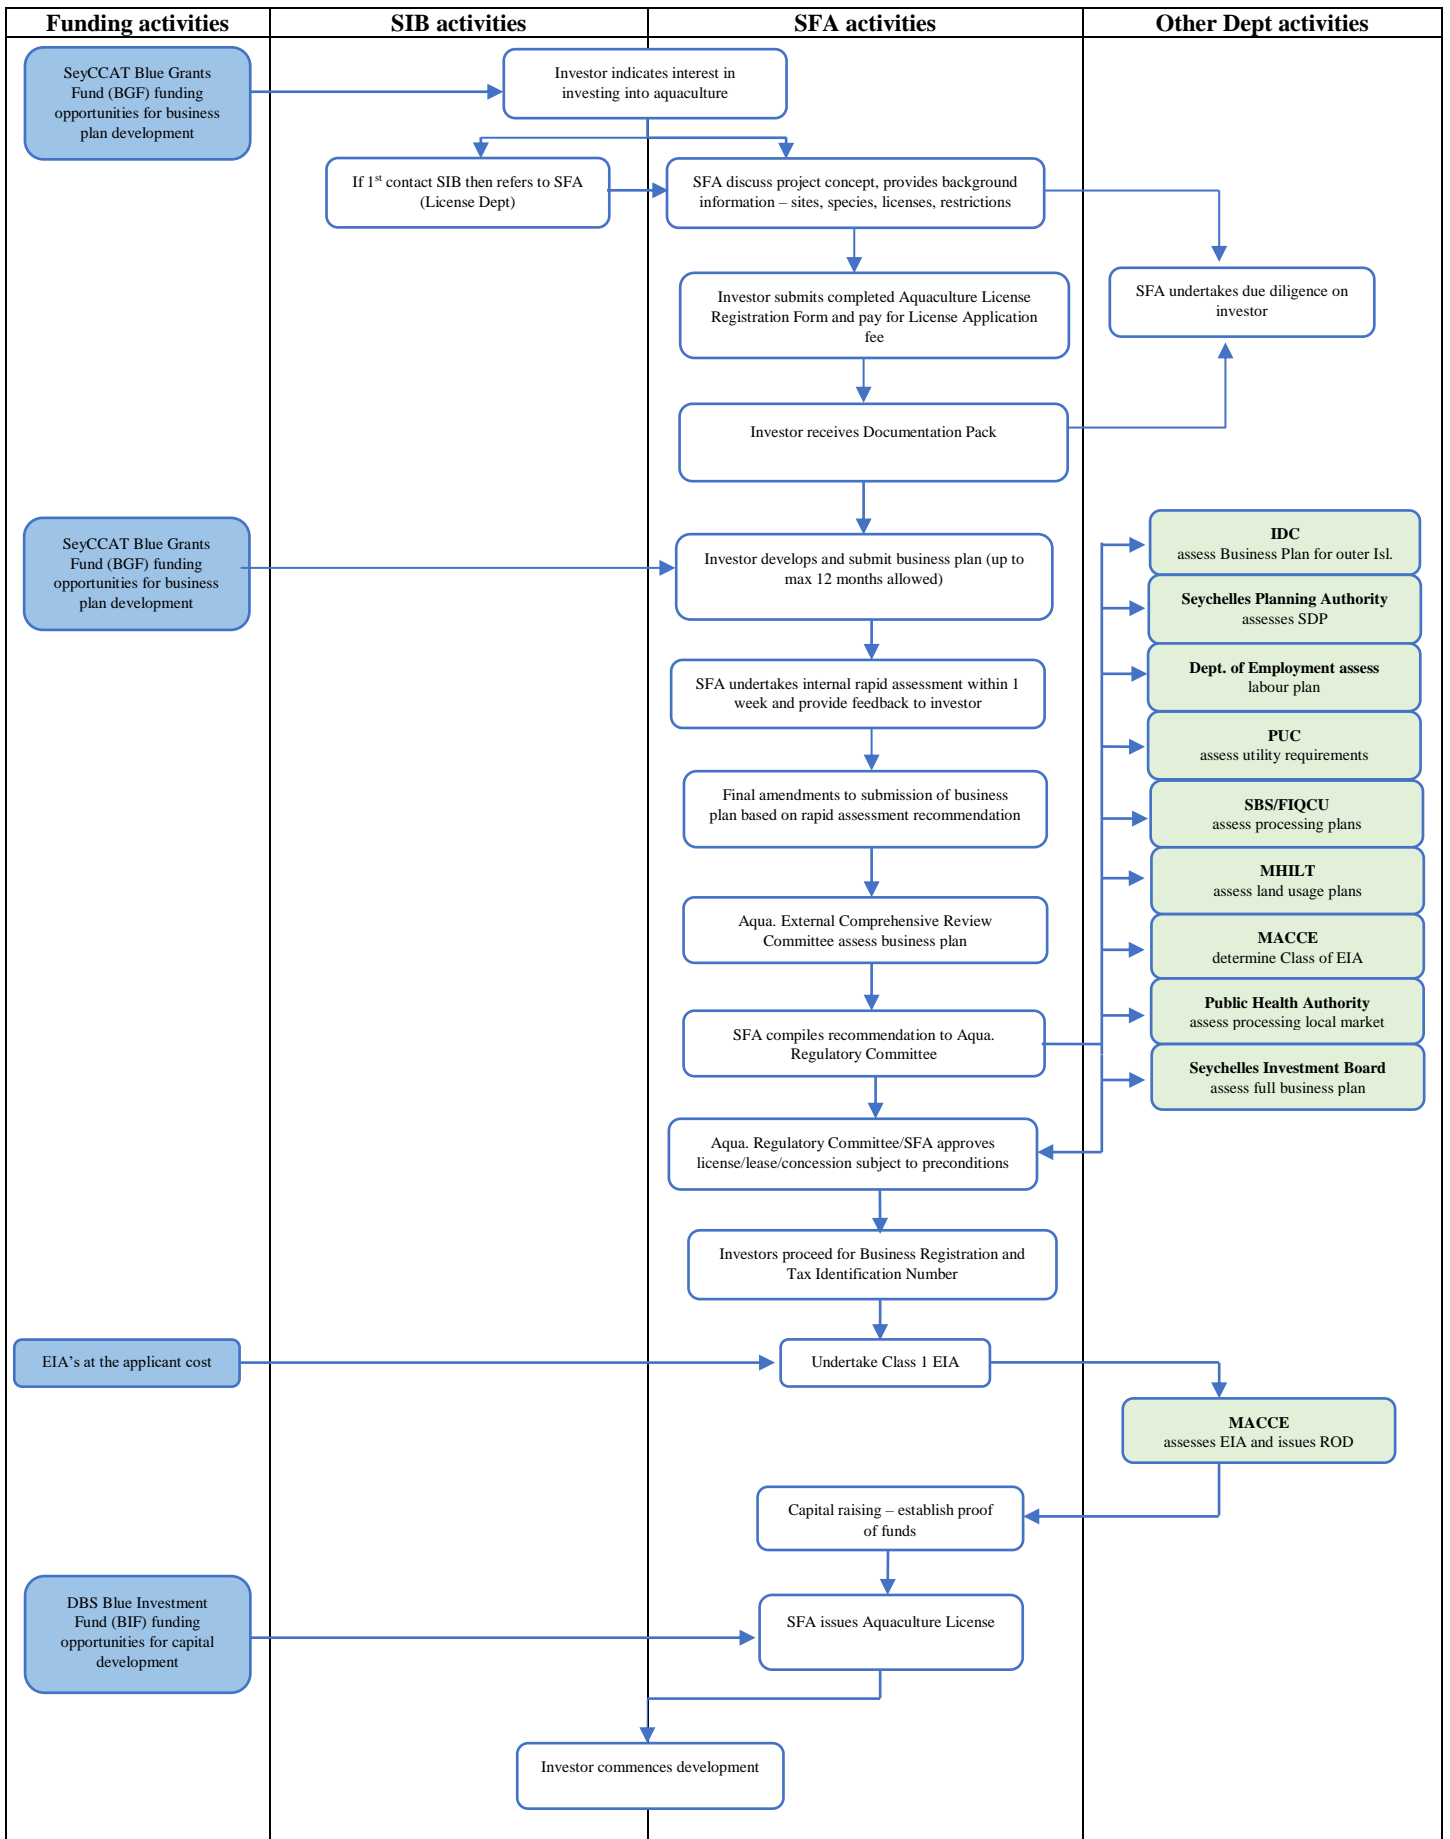 Funding activities
SIB activities
SFA activities
Other Dept activities
SeyCCAT Blue Grants
Fund (BGF) funding
opportunities for business
plan development
Investor indicates interest in
investing into aquaculture
If 1st contact SIB then refers to SFA
(License Dept)
SFA discuss project concept, provides background
information – sites, species, licenses, restrictions
Investor submits completed Aquaculture License
Registration Form and pay for License Application
fee
SFA undertakes due diligence on
investor
Investor receives Documentation Pack
SeyCCAT Blue Grants
Fund (BGF) funding
opportunities for business
plan development
Investor develops and submit business plan (up to
max 12 months allowed)
IDC
assess Business Plan for outer Isl.
Seychelles Planning Authority
assesses SDP
Dept. of Employment assess
labour plan
PUC
assess utility requirements
SBS/FIQCU
assess processing plans
MHILT
assess land usage plans
MACCE
determine Class of EIA
Public Health Authority
assess processing local market
Seychelles Investment Board
assess full business plan
SFA undertakes internal rapid assessment within 1
week and provide feedback to investor
Final amendments to submission of business
plan based on rapid assessment recommendation
Aqua. External Comprehensive Review
Committee assess business plan
SFA compiles recommendation to Aqua.
Regulatory Committee
Aqua. Regulatory Committee/SFA approves
license/lease/concession subject to preconditions
Investors proceed for Business Registration and
Tax Identification Number
EIA's at the applicant cost
Undertake Class 1 EIA
MACCE
assesses EIA and issues ROD
Capital raising – establish proof
of funds
DBS Blue Investment
Fund (BIF) funding
opportunities for capital
development
SFA issues Aquaculture License
Investor commences development